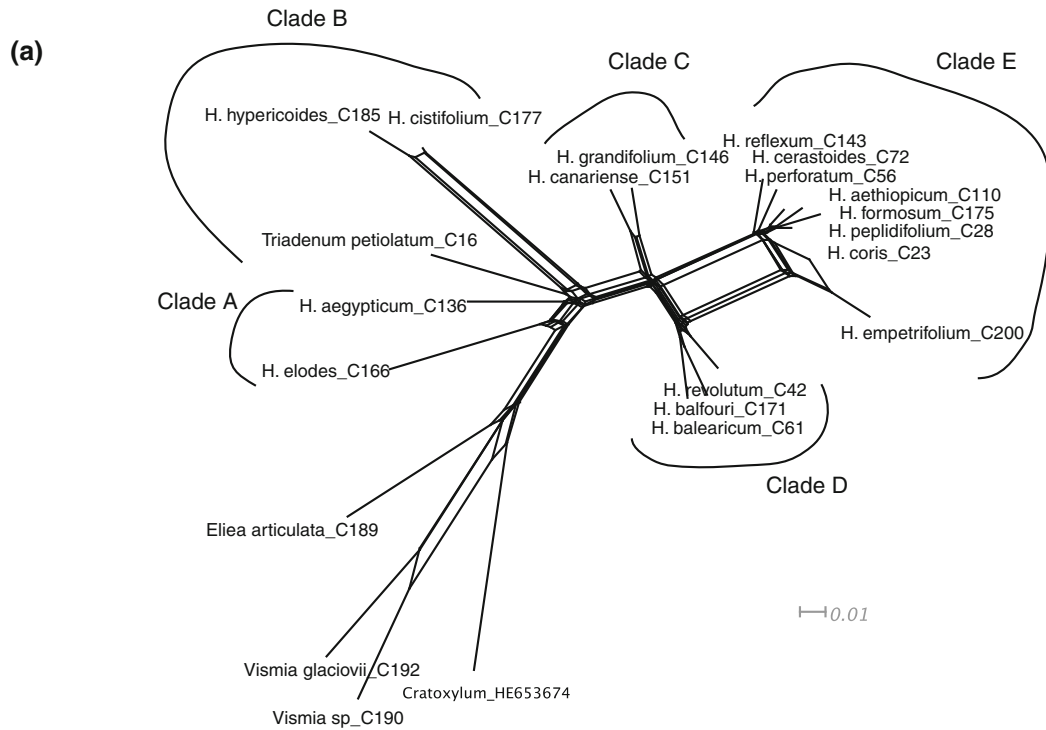 (a)
Clade B
Clade C
Clade E
H. hypericoides_C185
H. cistifolium_C177
H. reflexum_C143
H. grandifolium_C146
H. cerastoides_C72
H. canariense_C151
H. perforatum_C56
H. aethiopicum_C110
H. formosum_C175
H. peplidifolium_C28
Triadenum petiolatum_C16
H. coris_C23
Clade A
H. aegypticum_C136
H. empetrifolium_C200
H. elodes_C166
H. revolutum_C42
H. balfouri_C171
H. balearicum_C61
Clade D
Eliea articulata_C189
0.01
Vismia glaciovii_C192
Cratoxylum_HE653674
Vismia sp_C190